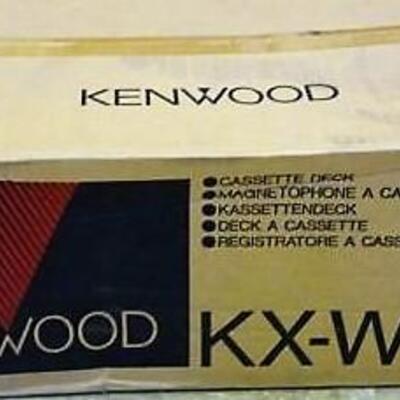 KENWOOD
●CASSETTE DECK
●MAGNETOPHONE A CA
●KASSETTENDECK
●DECK A CASSETTE
●REGISTRATORE A CASS
WOOD
KX-W